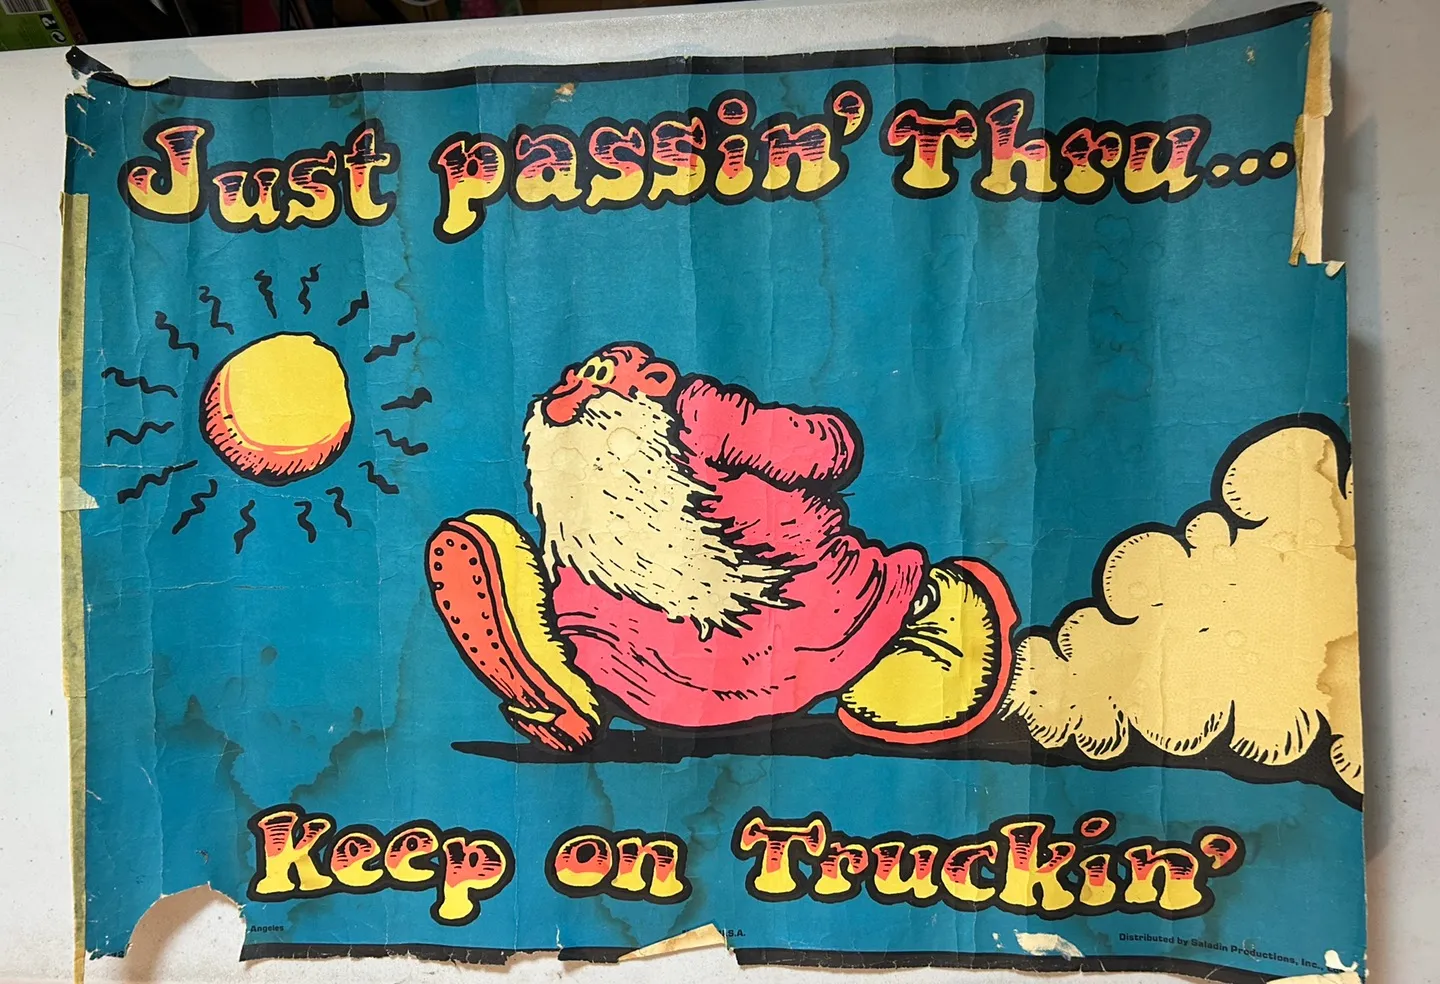 Just passin' Thru...
Keep on Truckin'
Angeles
S.A.
Distributed by Saladin Productions, Inc.,